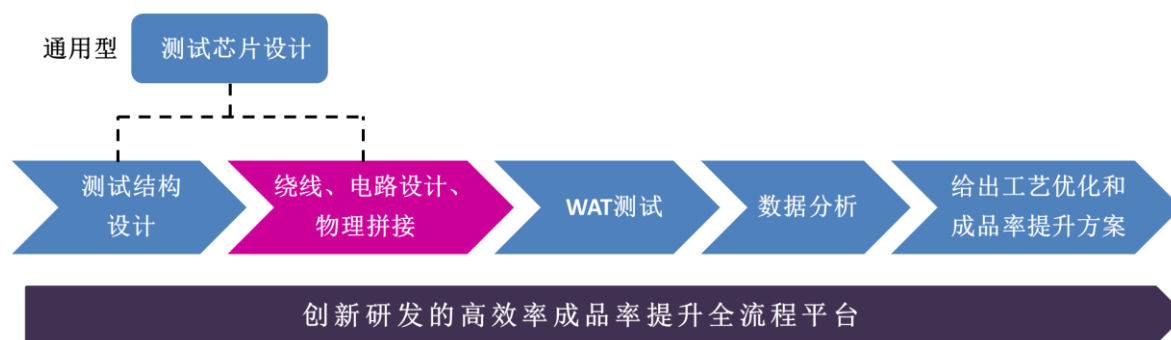 通用型
测试芯片设计
测试结构
设计
绕线、电路设计、
物理拼接
WAT测试
数据分析
给出工艺优化和
成品率提升方案
创新研发的高效率成品率提升全流程平台